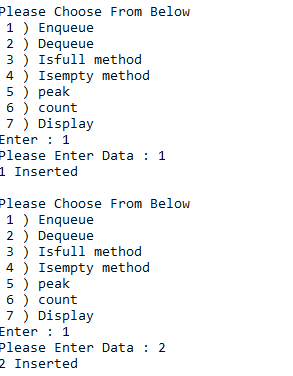 Please Choose From Below
1 ) Enqueue
2 ) Dequeue
3 ) Isfull method
4 ) Isempty method
5 ) peak
6 ) count
7 ) Display
Enter : 1
Please Enter Data : 1
1 Inserted
Please Choose From Below
1 ) Enqueue
2 ) Dequeue
3 ) Isfull method
4 ) Isempty method
5 ) peak
6 ) count
7 ) Display
Enter : 1
Please Enter Data : 2
2 Inserted